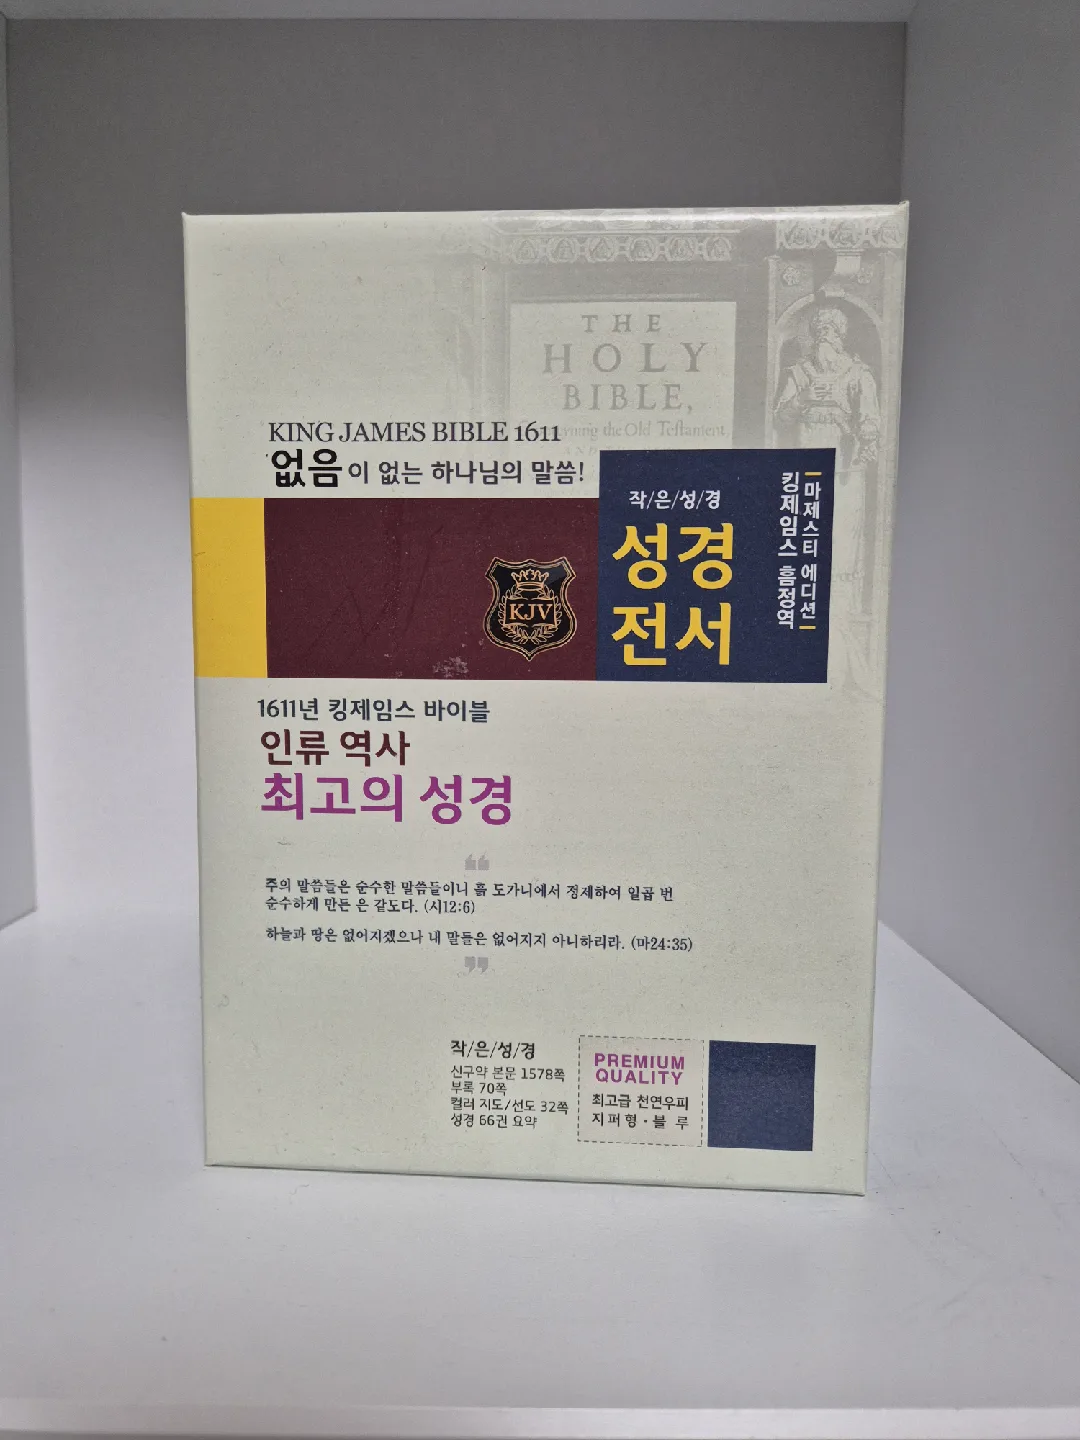 THE
HOLY
BIBLE,
the Old Testament
KING JAMES BIBLE 1611
없음이 없는 하나님의 말씀!
작/은/성/경
성경
전서
마제스티 에디션
킹제임스 흠정역
KJV
1611년 킹제임스 바이블
인류 역사
최고의 성경
주의 말씀들은 순수한 말씀들이니 흙 도가니에서 정제하여 일곱 번
순수하게 만든 은 같도다. (시12:6)
하늘과 땅은 없어지겠으나 내 말들은 없어지지 아니하리라. (마24:35)
작/은/성/경
신구약 본문 1578쪽
부록 70쪽
컬러 지도/선도 32쪽
성경 66권 요약
PREMIUM
QUALITY
최고급 천연우피
지퍼형·블루